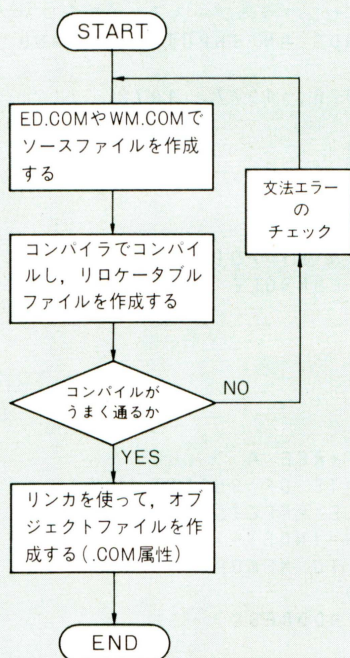 START
ED.COMやWM.COMで
ソースファイルを作成
する
文法エラー
の
チェック
コンパイラでコンパイ
ルし，リロケータブル
ファイルを作成する
コンパイルが
うまく通るか
NO
YES
リンカを使って，オブ
ジェクトファイルを作
成する(.COM属性)
END